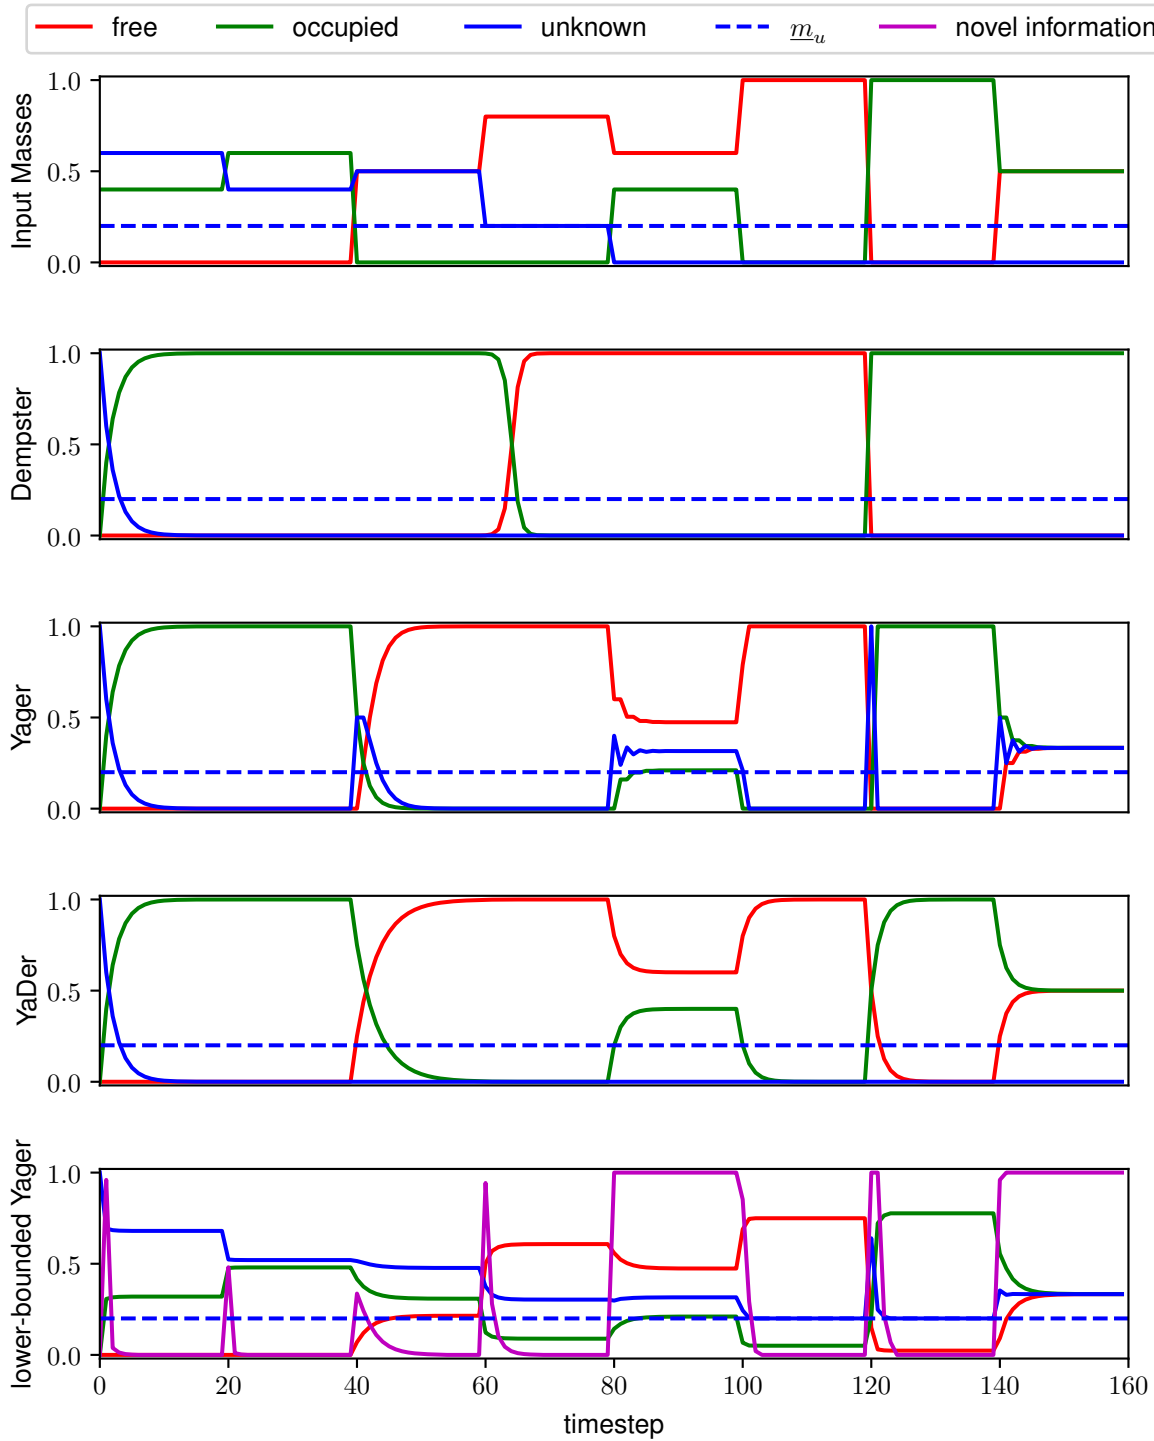 free occupied unknown m_u novel information
Input Masses
1.0
0.5
0.0
Dempster
1.0
0.5
0.0
Yager
1.0
0.5
0.0
YaDer
1.0
0.5
0.0
lower-bounded Yager
1.0
0.5
0.0
0 20 40 60 80 100 120 140 160
timestep